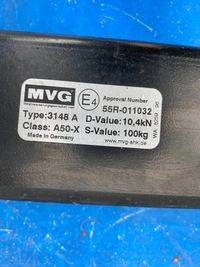 MVG
E4
Approval Number
55R-011032
Type:3148 A D-Value: 10,4kN
Class: A50-X S-Value: 100kg
Made in Germany www.mvg-ahk.de